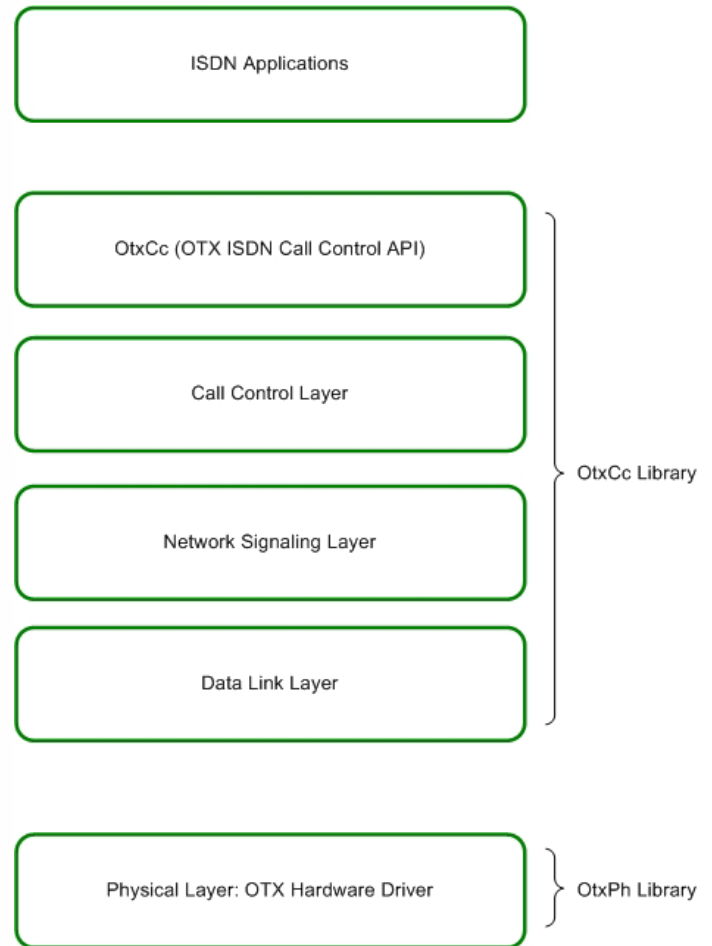 ISDN Applications
OtxCc (OTX ISDN Call Control API)
Call Control Layer
OtxCc Library
Network Signaling Layer
Data Link Layer
Physical Layer: OTX Hardware Driver
OtxPh Library